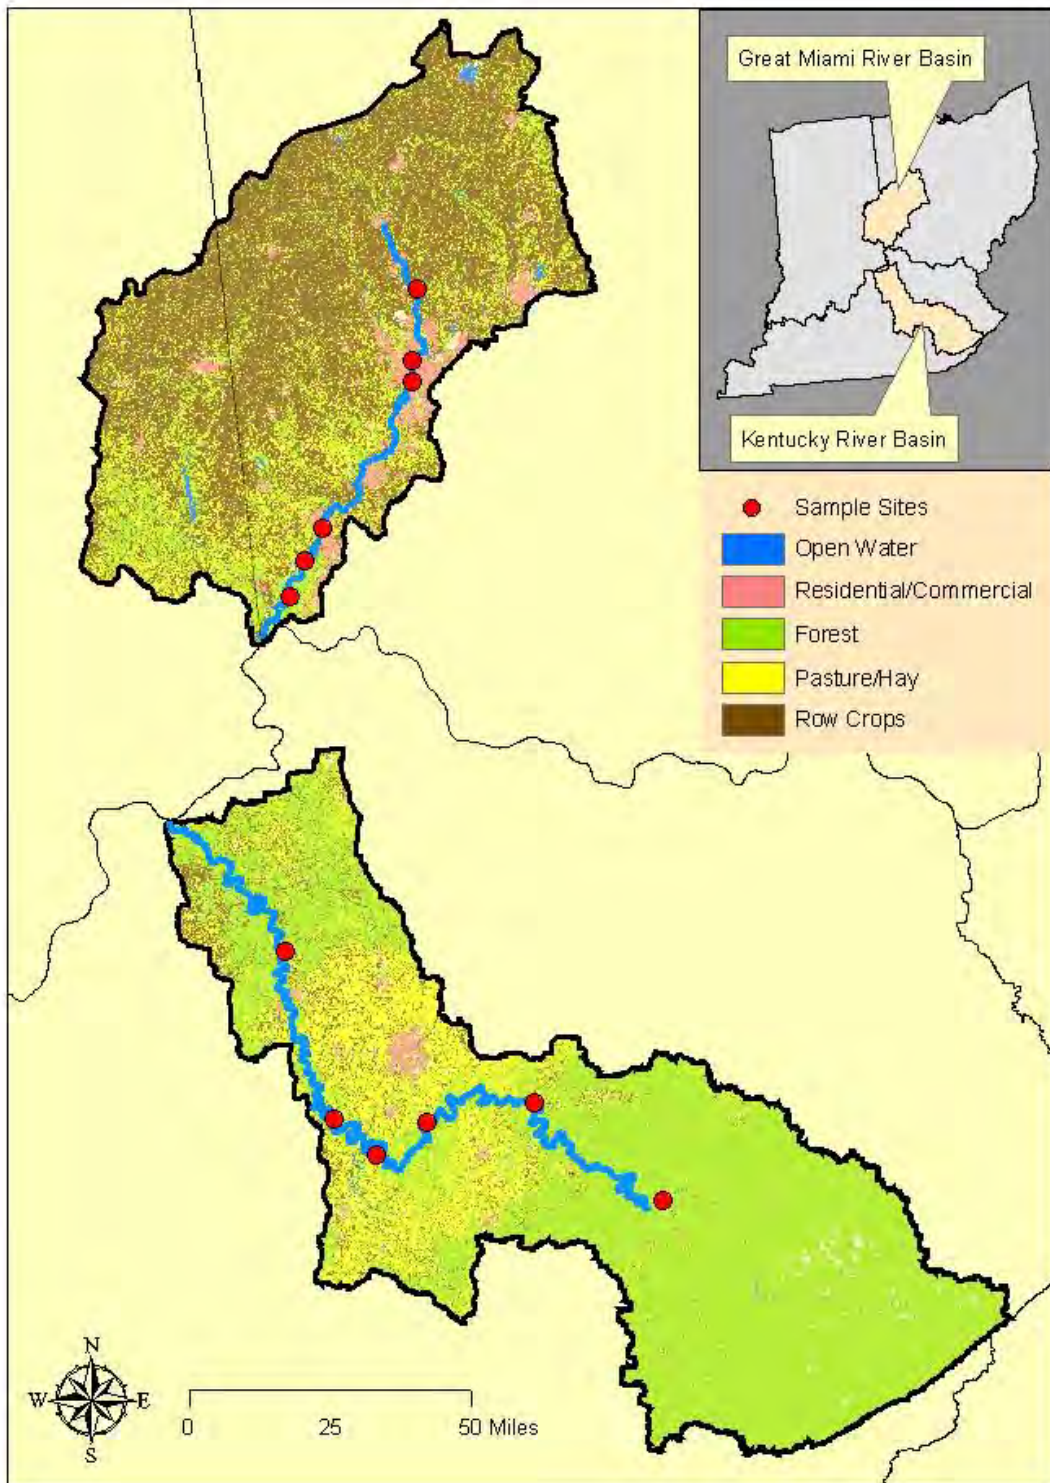 Great Miami River Basin
Kentucky River Basin
Sample Sites
Open Water
Residential/Commercial
Forest
Pasture/Hay
Row Crops
N
W E
S
0 25 50 Miles